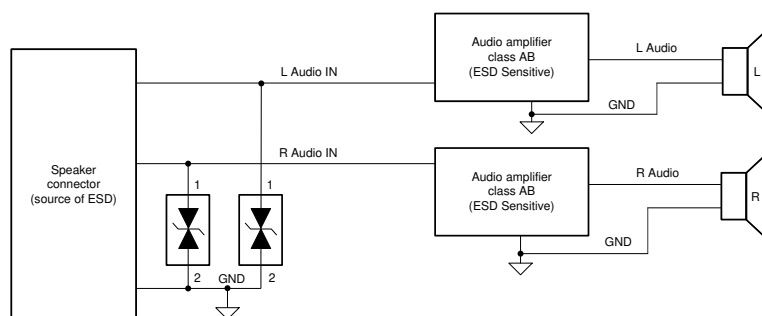 Audio amplifier
class AB
(ESD Sensitive)
L Audio
L
L Audio IN
GND
R Audio IN
Audio amplifier
class AB
(ESD Sensitive)
R Audio
R
Speaker
connector
(source of ESD)
1
1
GND
2
GND
2